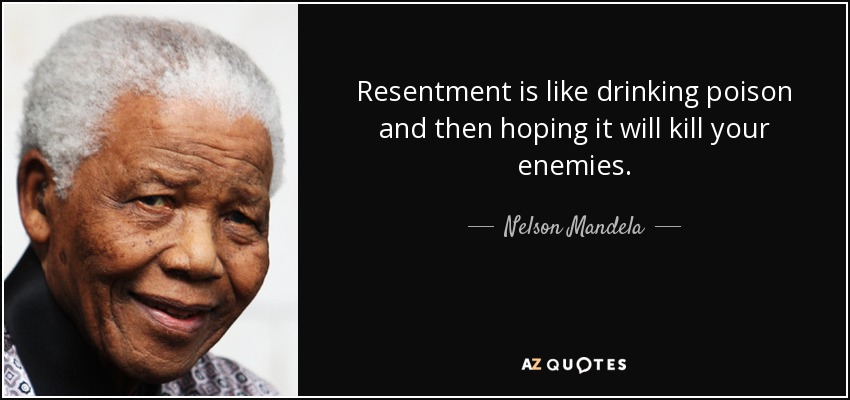 Resentment is like drinking poison
and then hoping it will kill your
enemies.
Nelson Mandela
AZ QUOTES